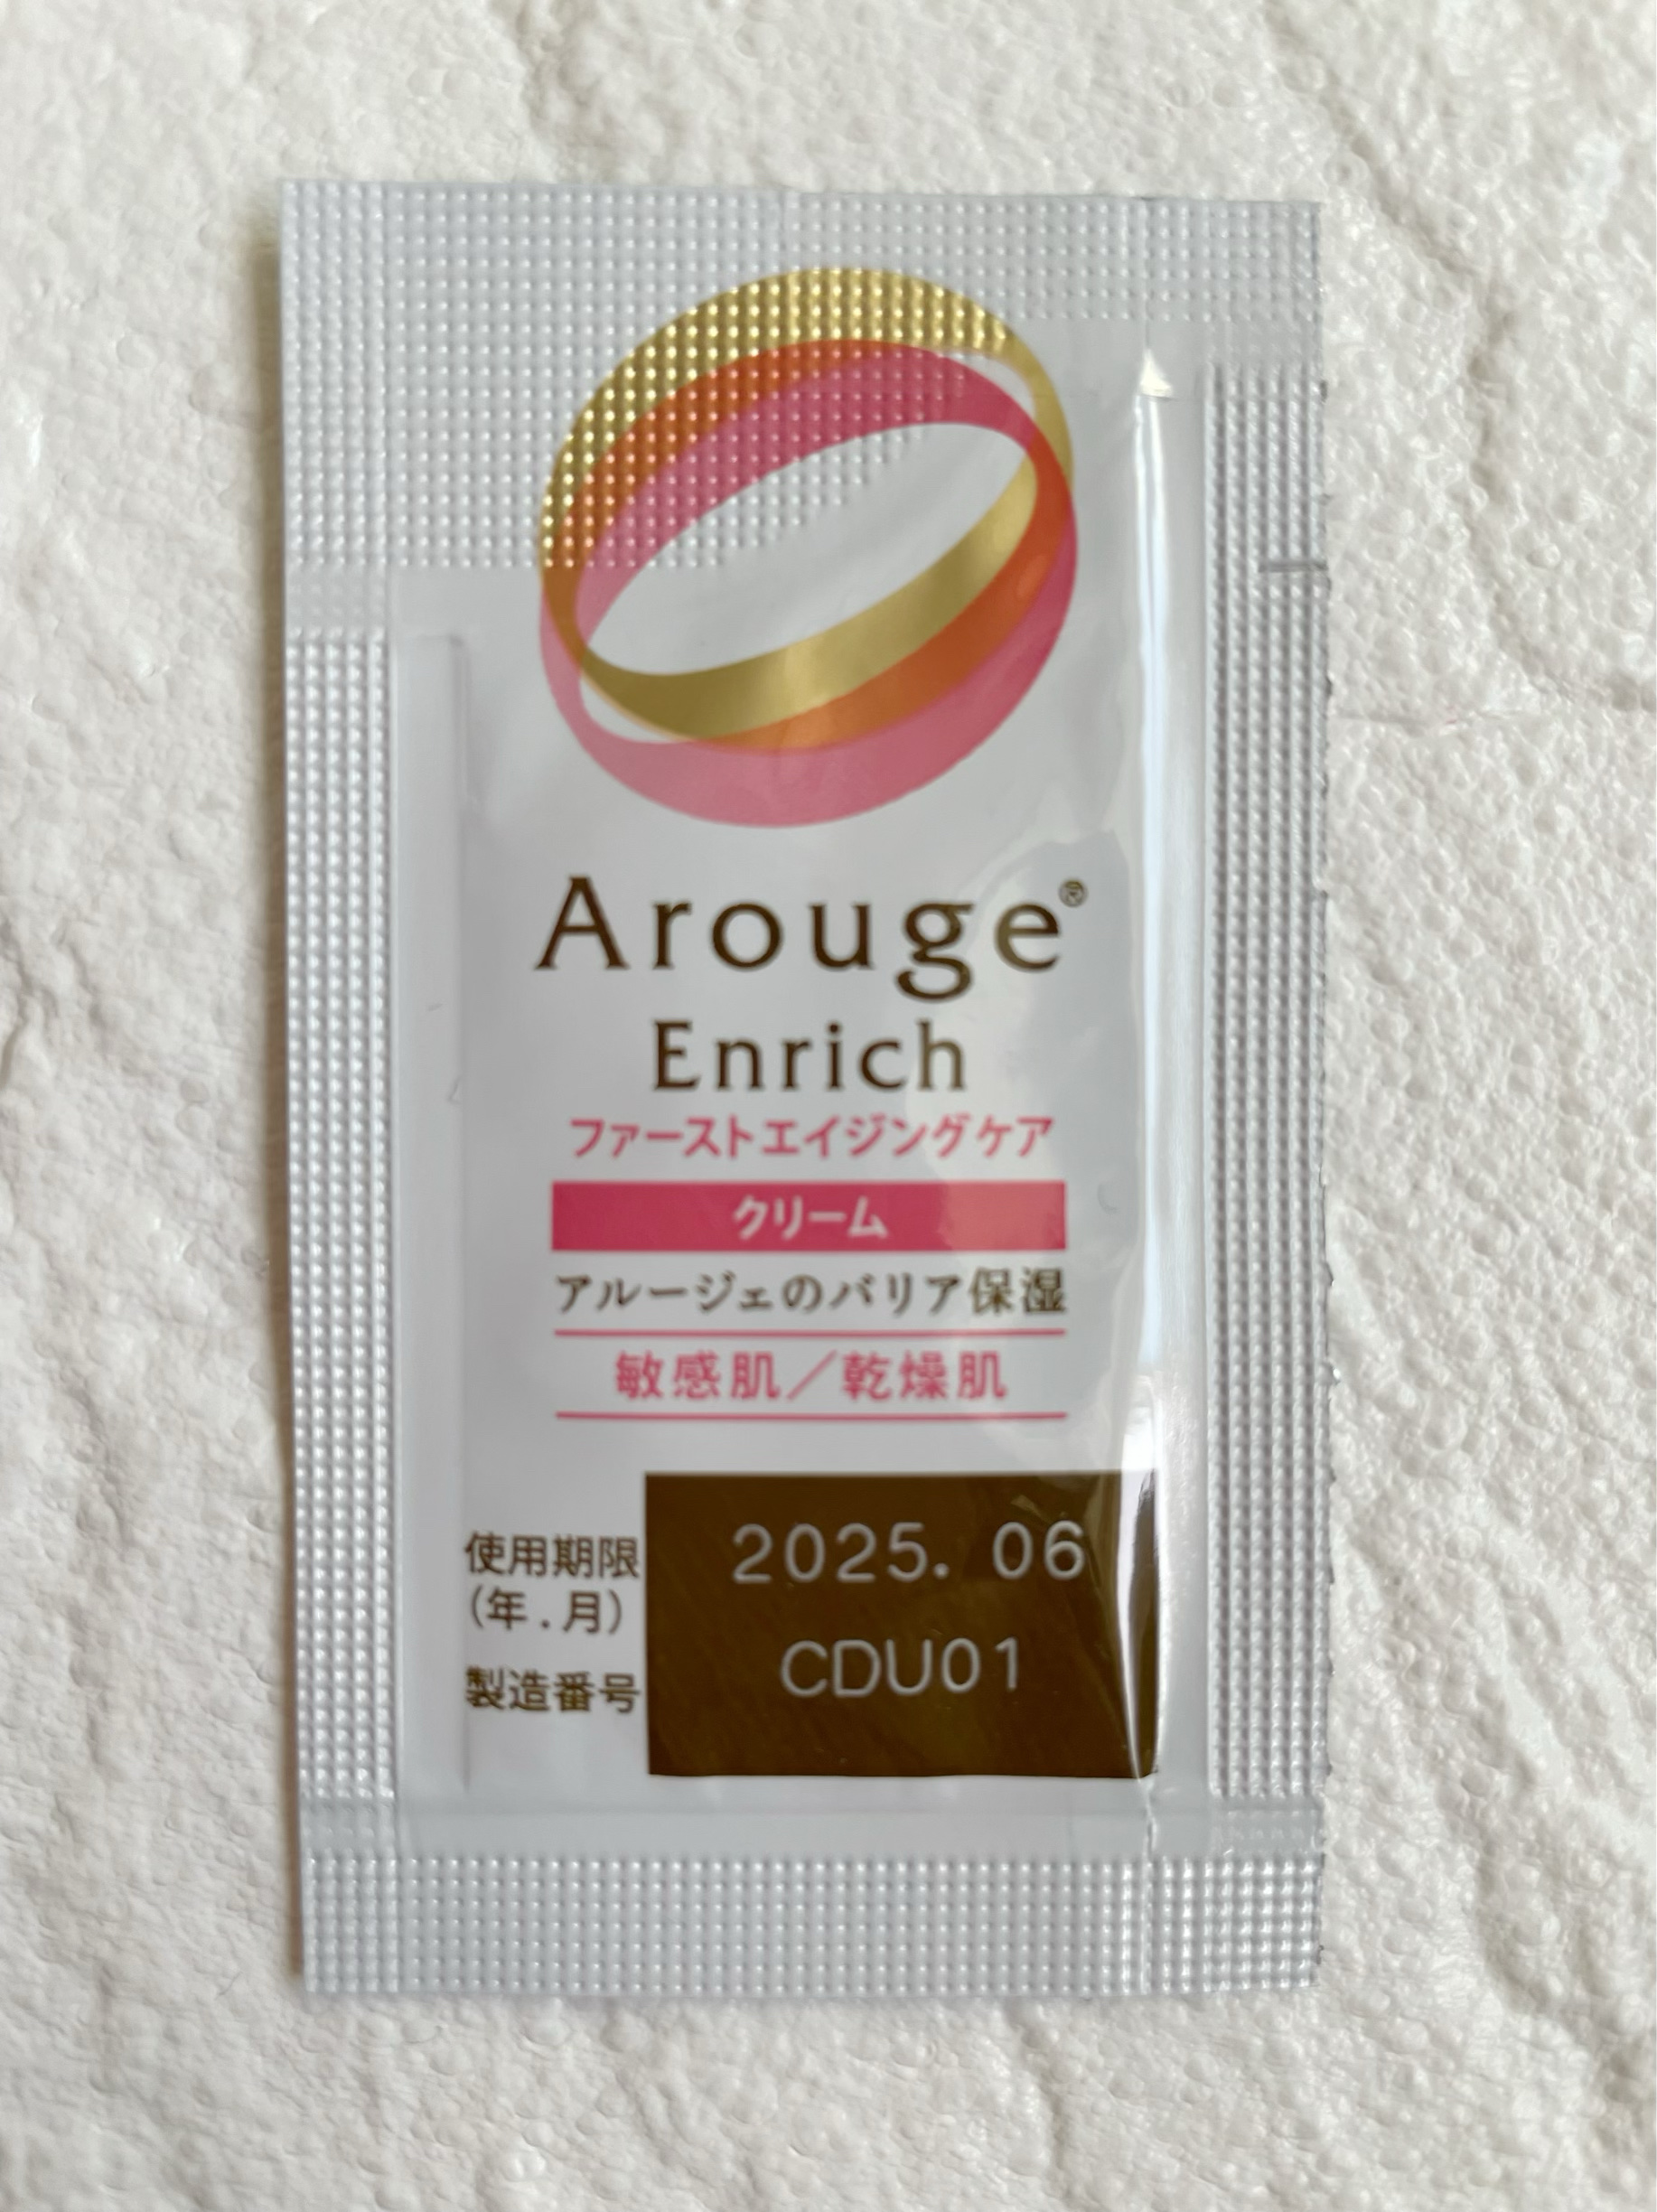 Arouge®
Enrich
ファーストエイジングケア
クリーム
アルージェのバリア保湿
敏感肌／乾燥肌
使用期限 2025. 06
(年.月)
製造番号 CDU01